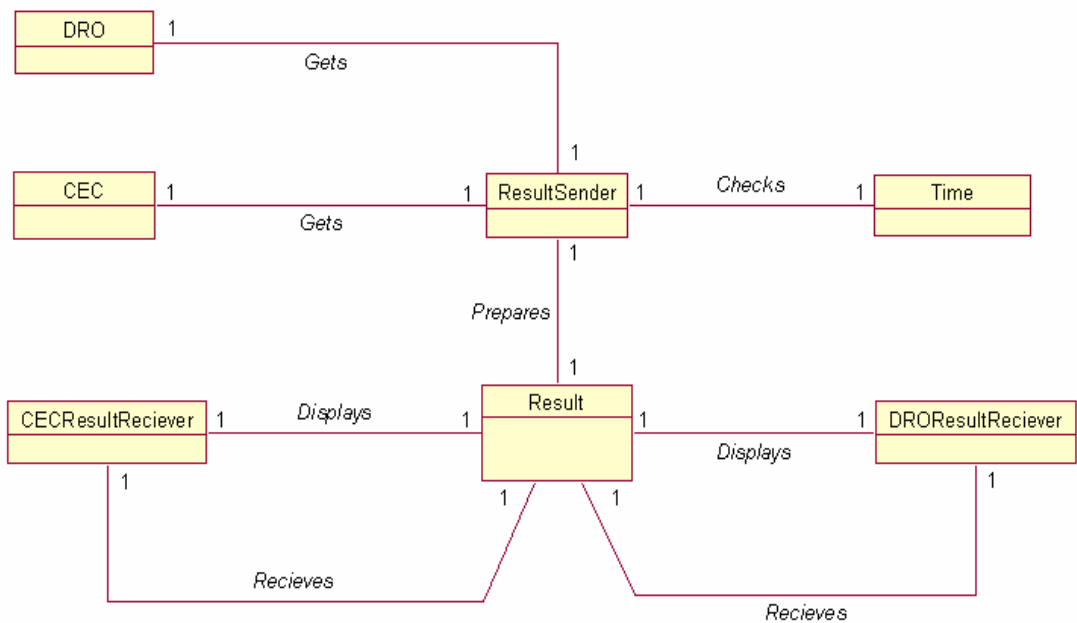 DRO
1
Gets
1
CEC
1
Gets
1
ResultSender
1
Checks
1
Time
1
Prepares
1
CECResultReciever
1
Displays
1
Result
1
Displays
1
DROResultReciever
1
1
1
1
Recieves
Recieves